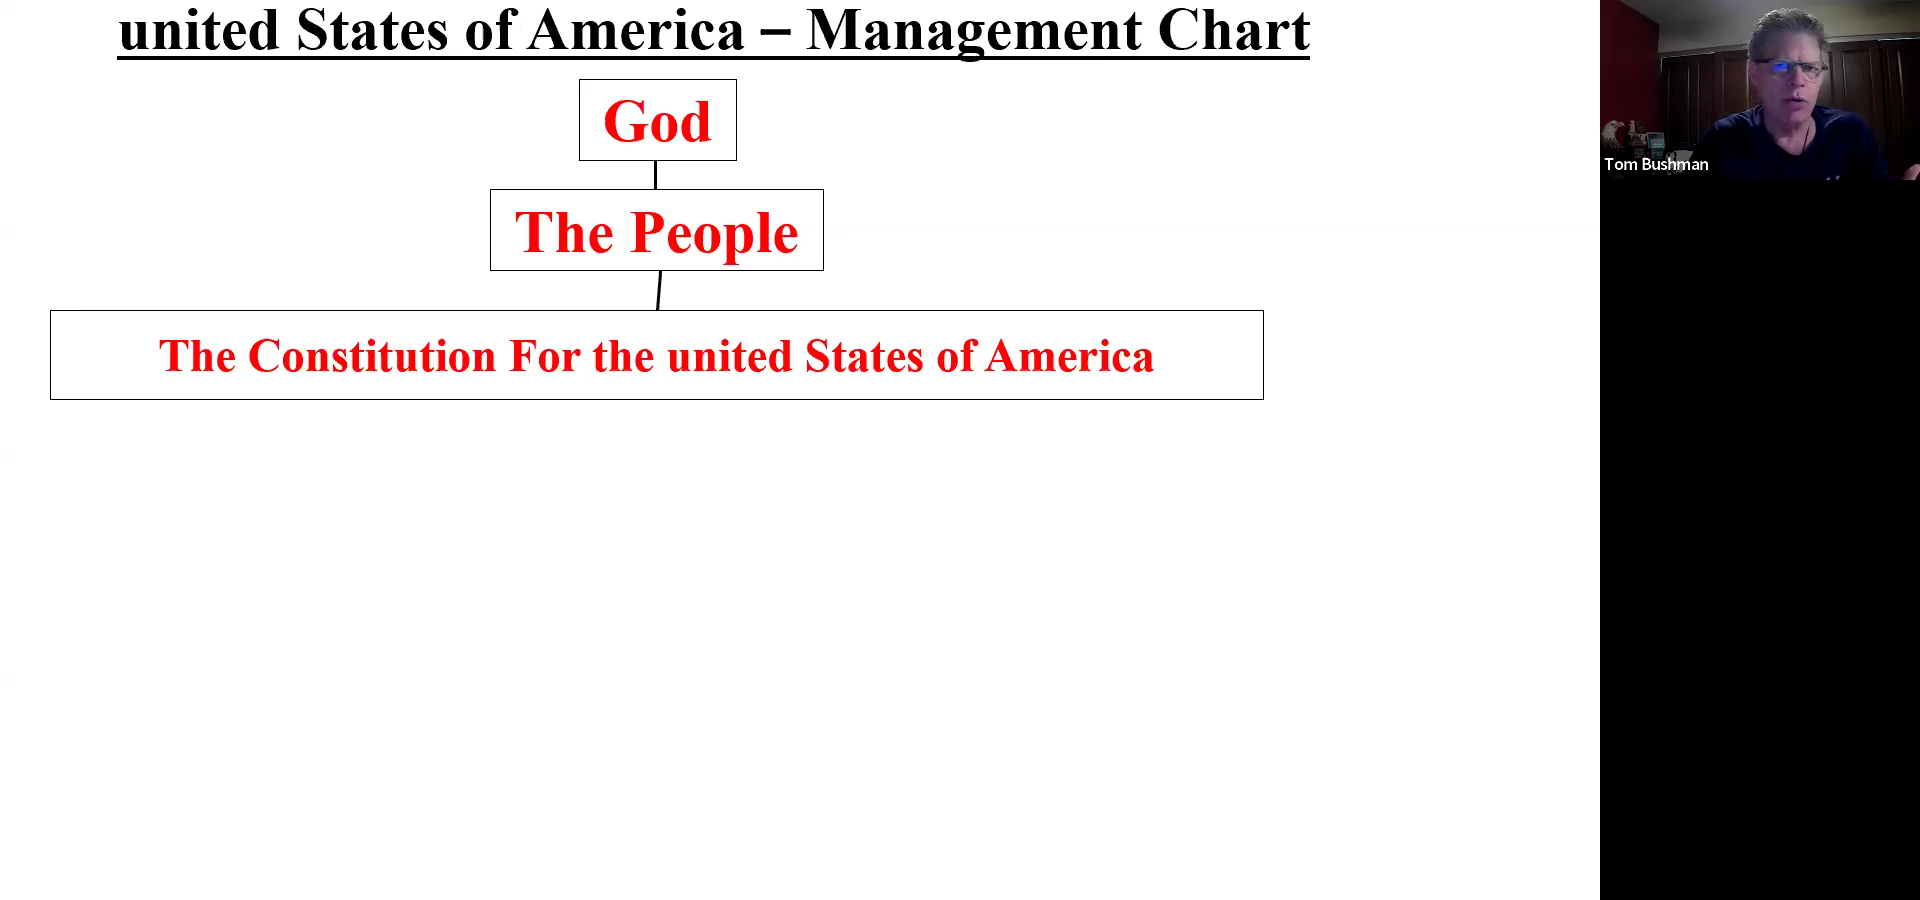 united States of America – Management Chart
God
The People
The Constitution For the united States of America
Tom Bushman